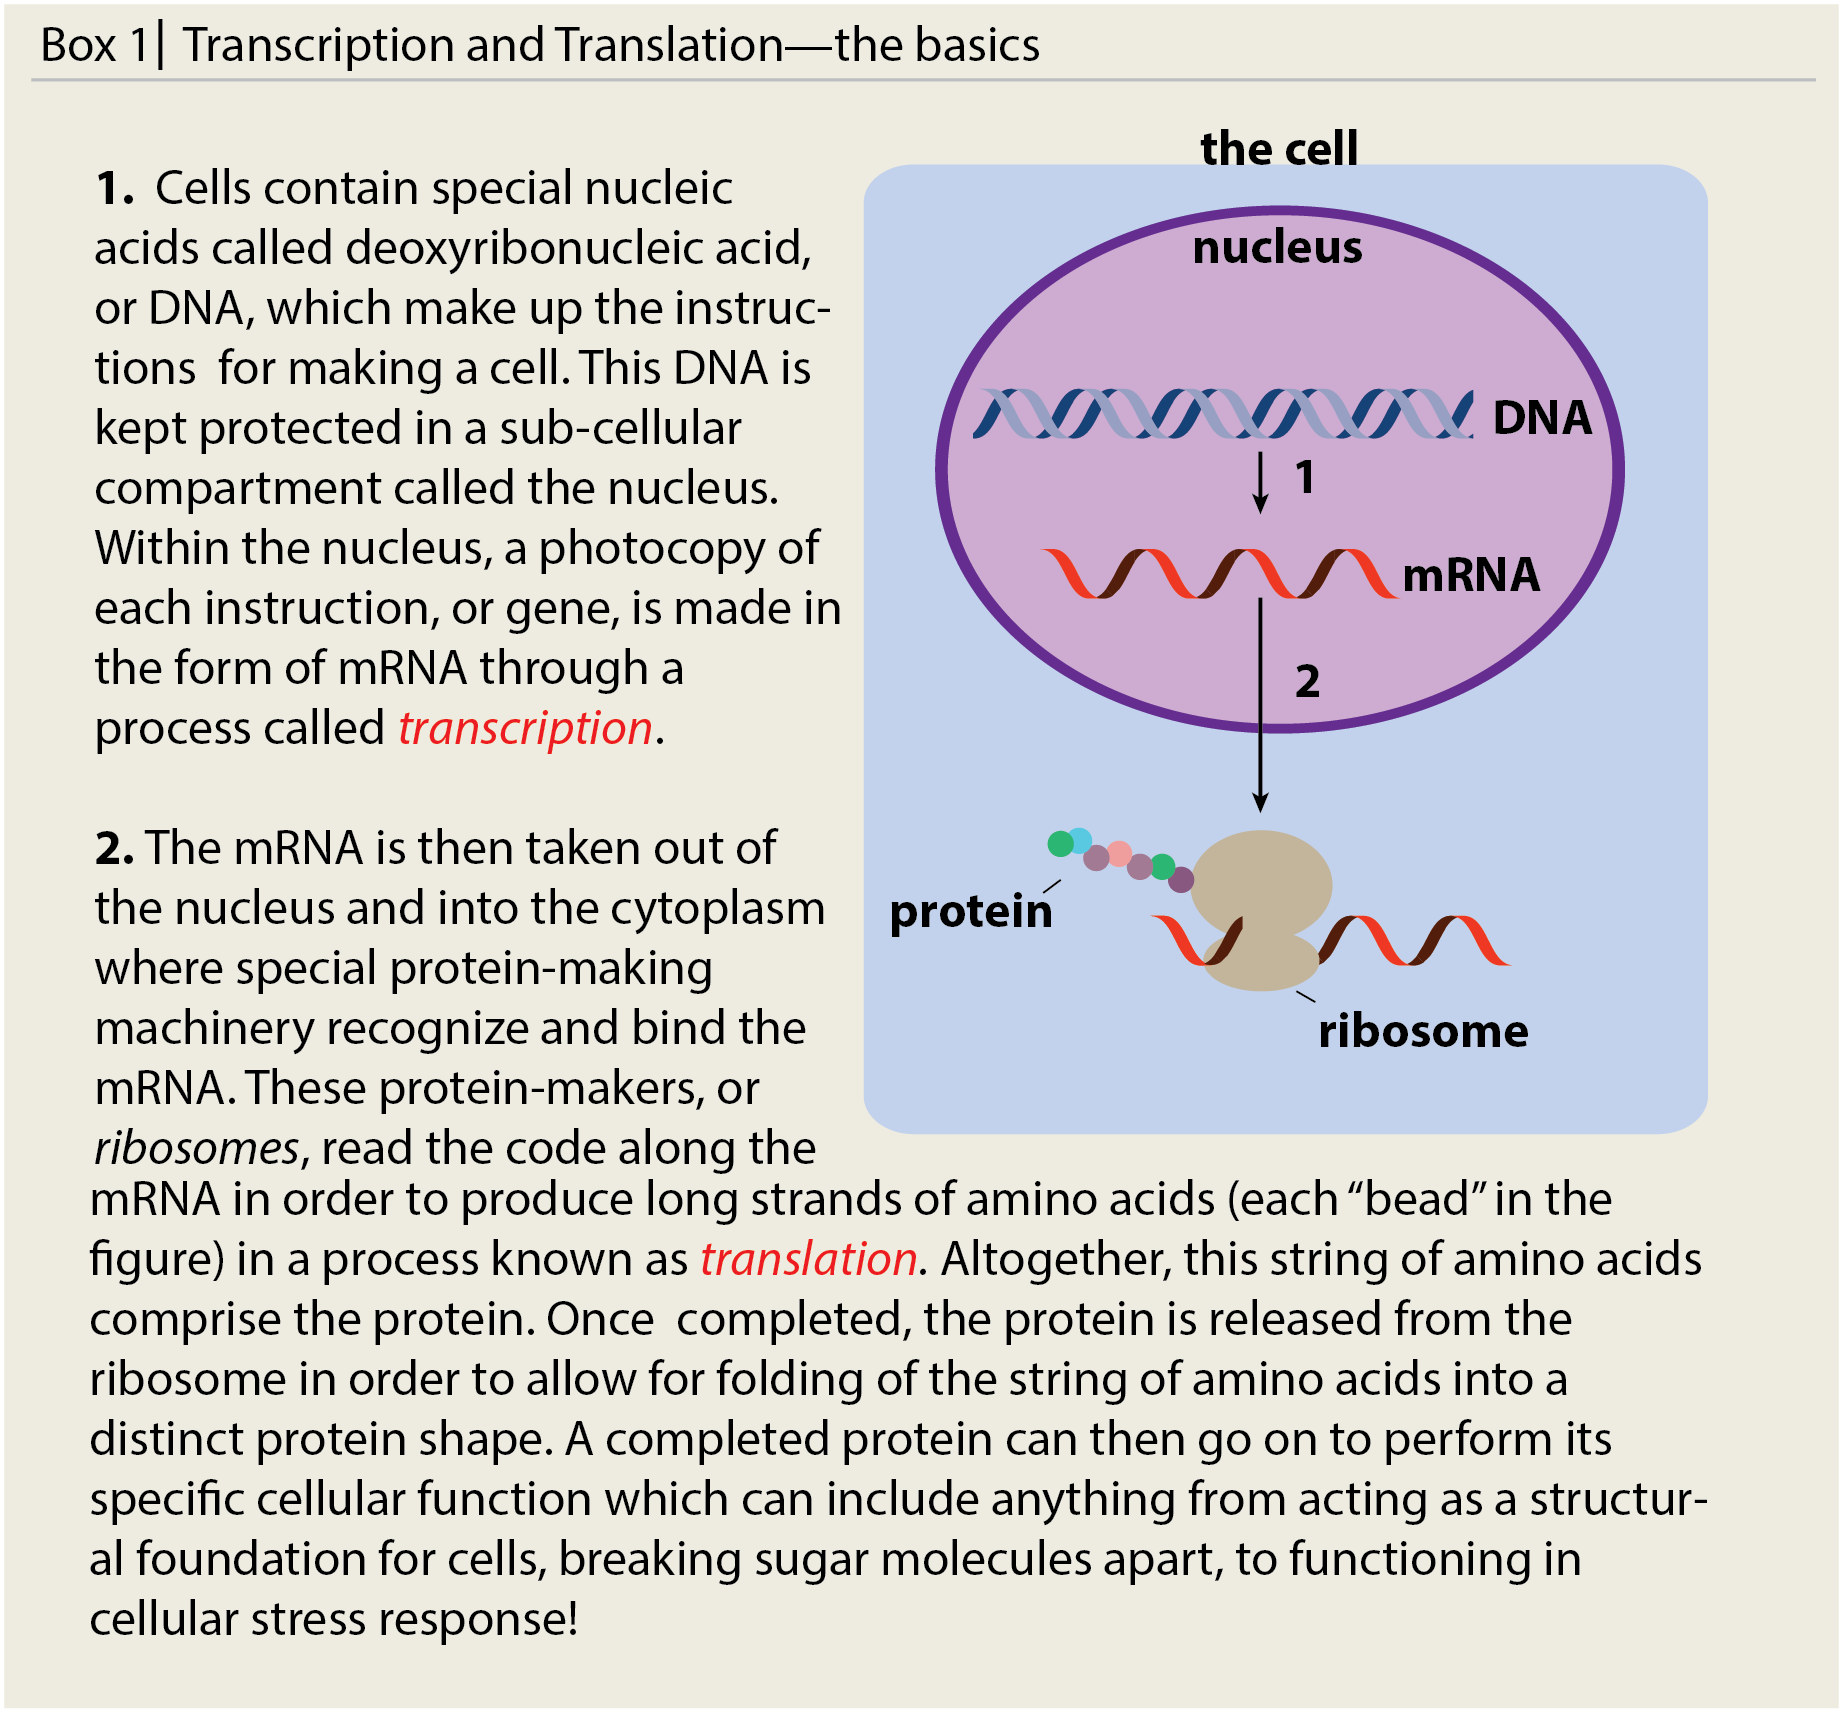 Box 1| Transcription and Translation—the basics
1. Cells contain special nucleic
acids called deoxyribonucleic acid,
or DNA, which make up the instruc-
tions for making a cell. This DNA is
kept protected in a sub-cellular
compartment called the nucleus.
Within the nucleus, a photocopy of
each instruction, or gene, is made in
the form of mRNA through a
process called transcription.
2. The mRNA is then taken out of
the nucleus and into the cytoplasm
where special protein-making
machinery recognize and bind the
mRNA. These protein-makers, or
ribosomes, read the code along the
mRNA in order to produce long strands of amino acids (each “bead” in the
figure) in a process known as translation. Altogether, this string of amino acids
comprise the protein. Once completed, the protein is released from the
ribosome in order to allow for folding of the string of amino acids into a
distinct protein shape. A completed protein can then go on to perform its
specific cellular function which can include anything from acting as a structur-
al foundation for cells, breaking sugar molecules apart, to functioning in
cellular stress response!
the cell
nucleus
DNA
1
mRNA
2
protein
ribosome